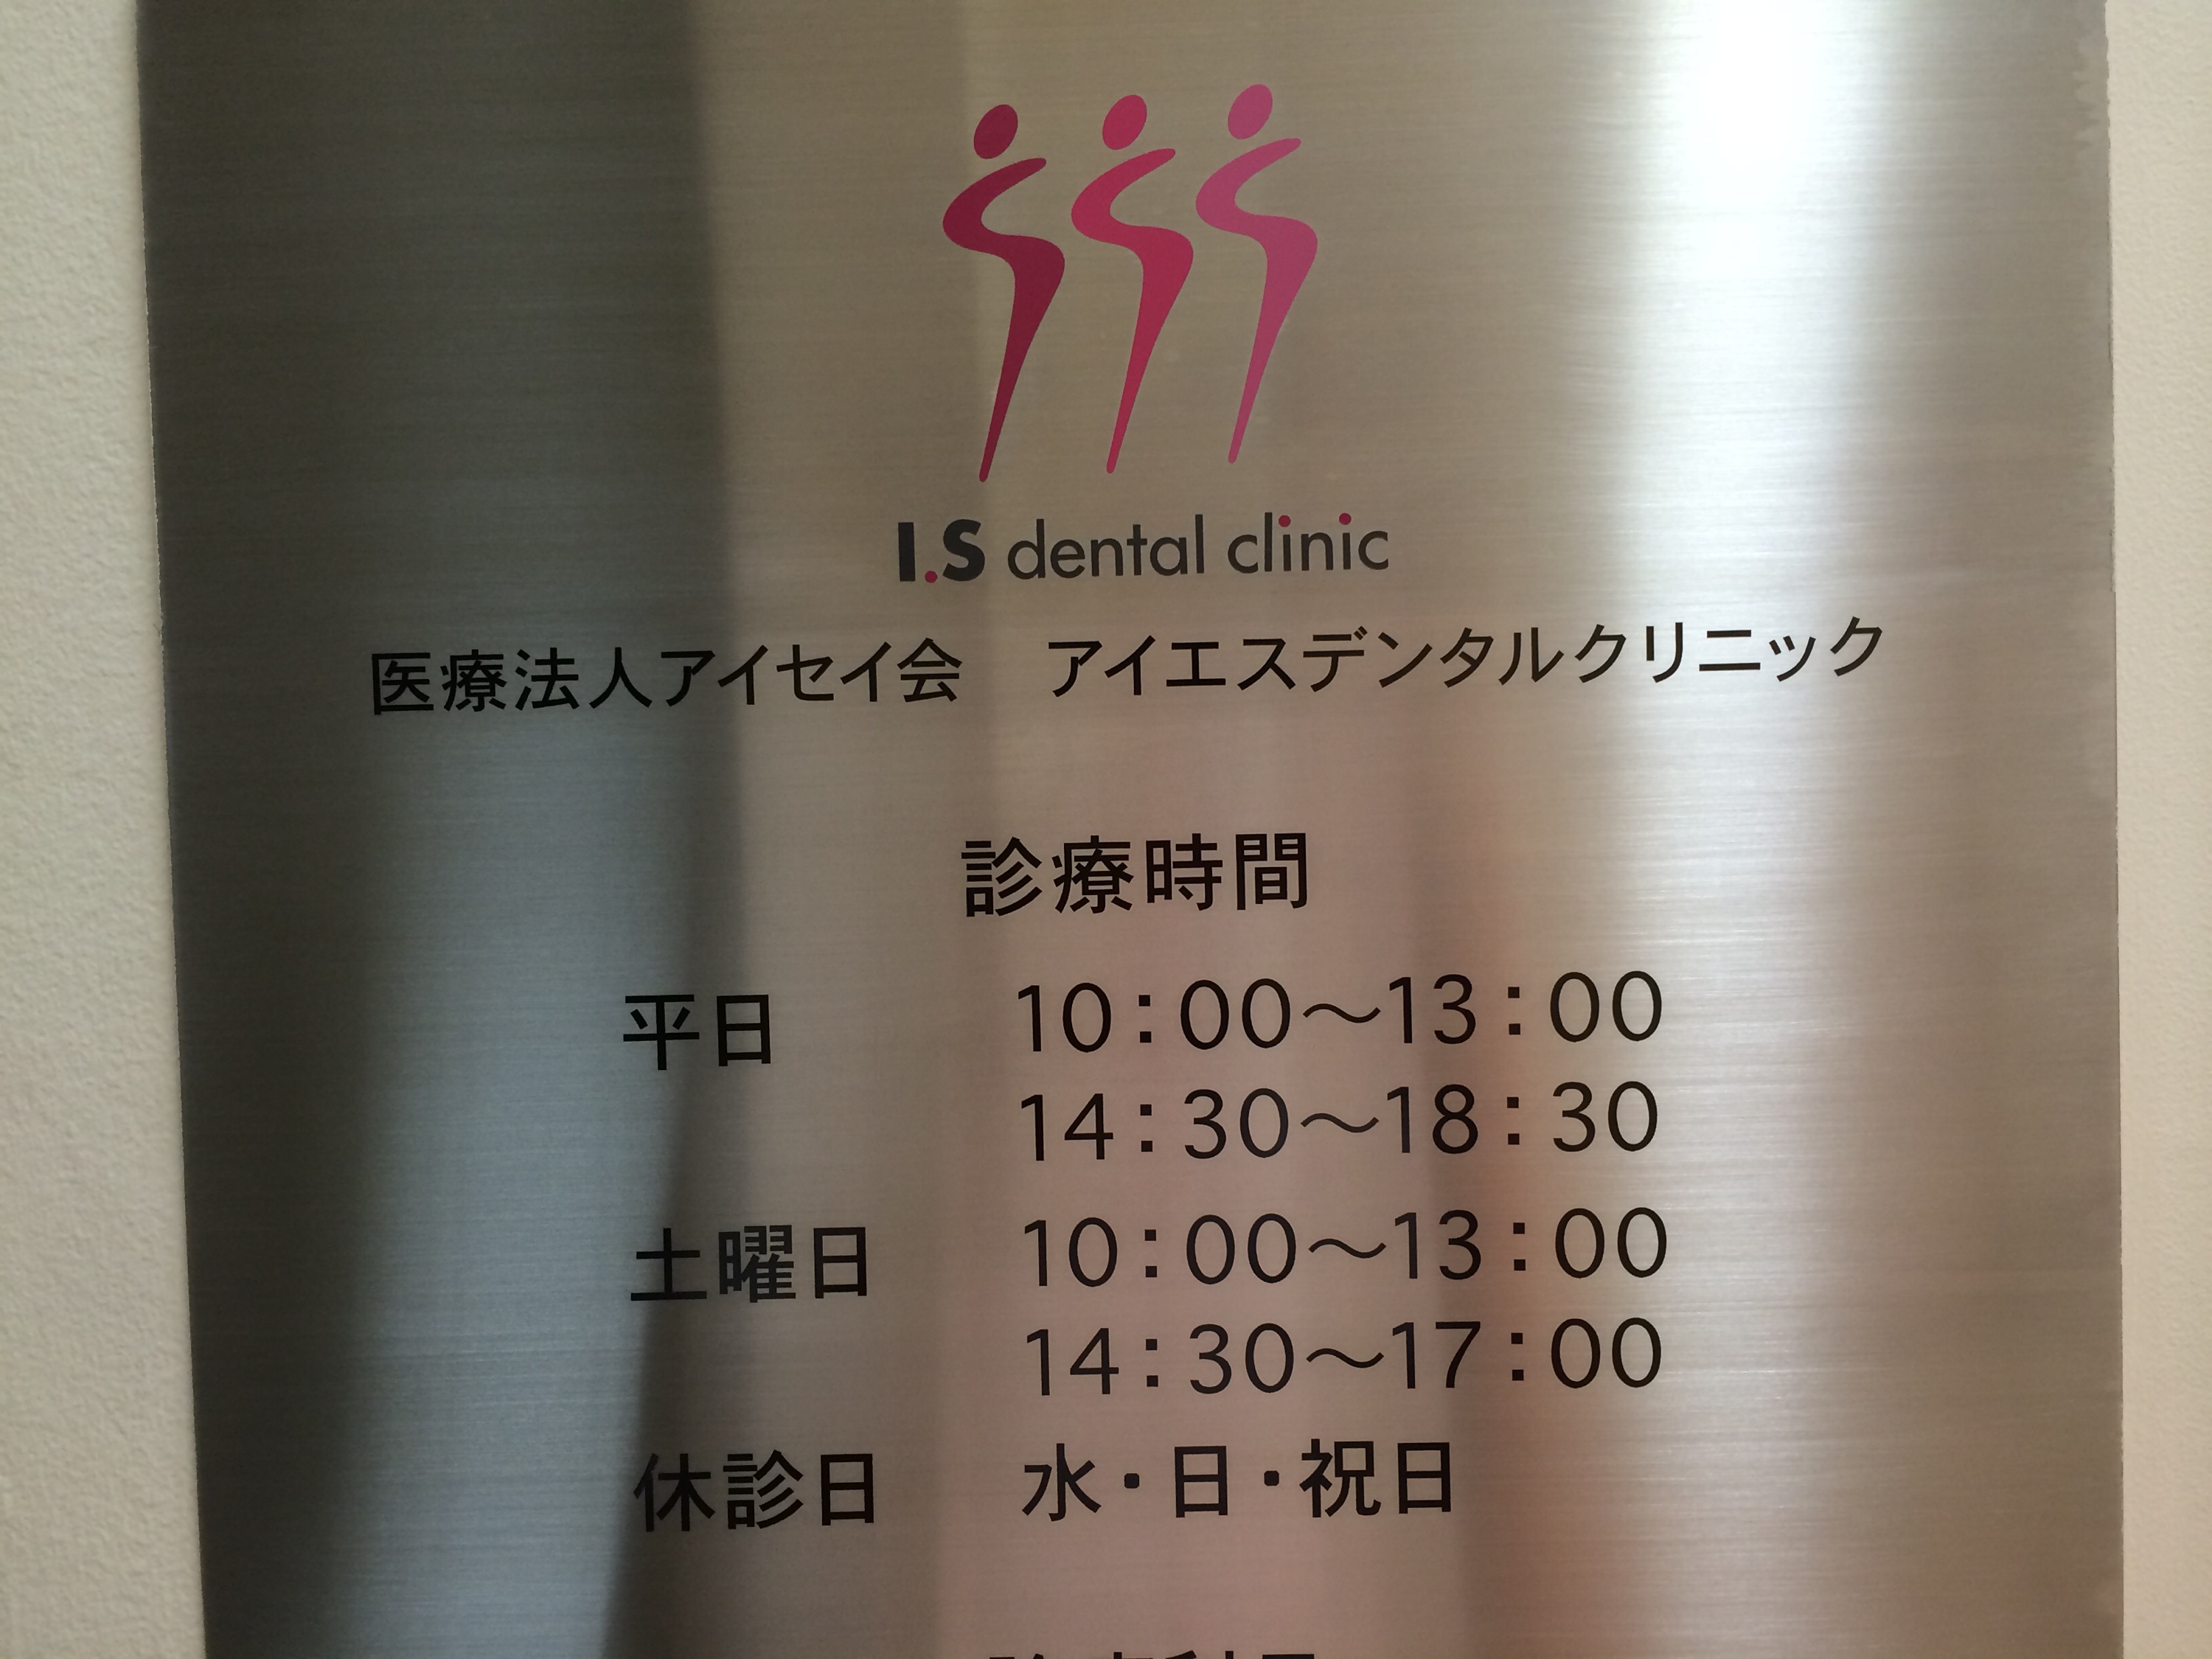 I.S dental clinic
医療法人アイセイ会　アイエスデンタルクリニック
診療時間
平日　10：00～13：00
14：30～18：30
土曜日　10：00～13：00
14：30～17：00
休診日　水・日・祝日